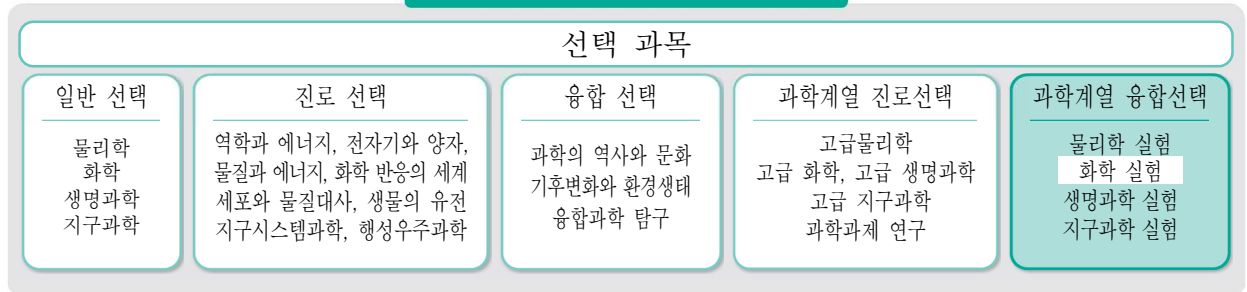 선택 과목
일반 선택
물리학
화학
생명과학
지구과학
진로 선택
역학과 에너지, 전자기와 양자,
물질과 에너지, 화학 반응의 세계
세포와 물질대사, 생물의 유전
지구시스템과학, 행성우주과학
융합 선택
과학의 역사와 문화
기후변화와 환경생태
융합과학 탐구
과학계열 진로선택
고급물리학
고급 화학, 고급 생명과학
고급 지구과학
과학과제 연구
과학계열 융합선택
물리학 실험
화학 실험
생명과학 실험
지구과학 실험